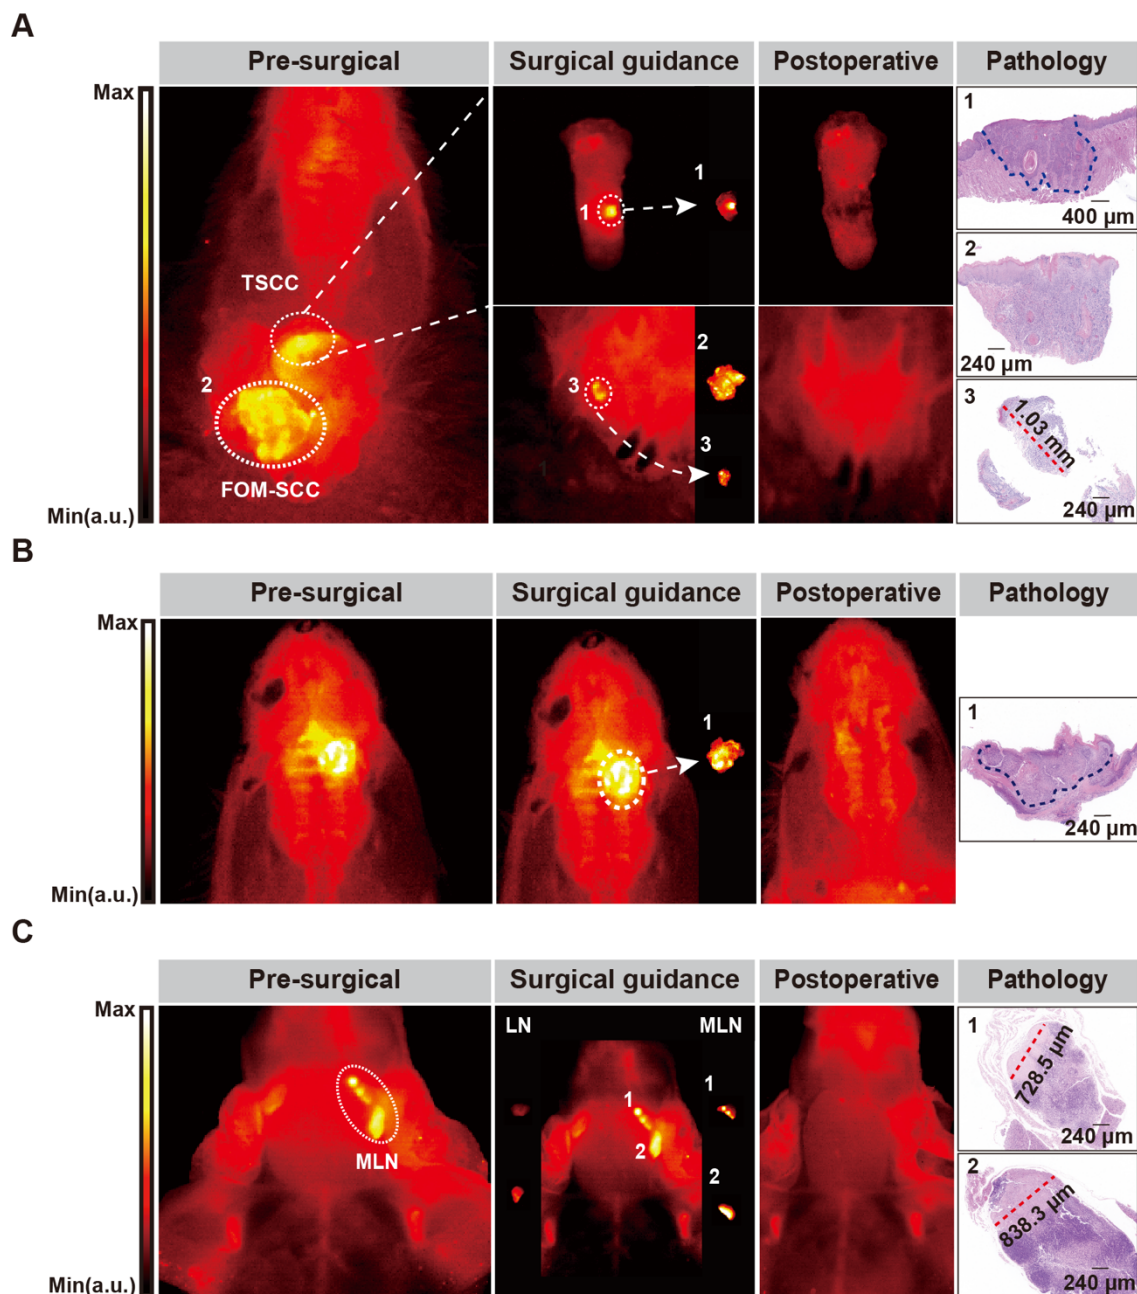 A
Pre-surgical
Surgical guidance
Postoperative
Pathology
Max
Min(a.u.)
TSCC
2
FOM-SCC
1
1
3
2
3
1
400 µm
2
240 µm
3
1.03 mm
240 µm
B
Pre-surgical
Surgical guidance
Postoperative
Pathology
Max
Min(a.u.)
1
1
240 µm
C
Pre-surgical
Surgical guidance
Postoperative
Pathology
Max
Min(a.u.)
MLN
LN
MLN
1
2
1
2
1
728.5 µm
240 µm
2
838.3 µm
240 µm